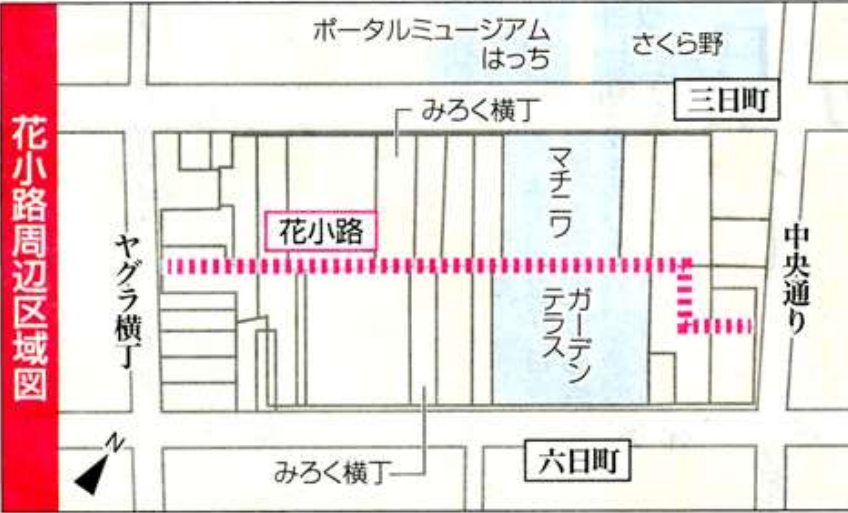 花小路周辺区域図
ポータルミュージアム
はっち
さくら野
三日町
みろく横丁
マチニワ
花小路
ヤグラ横丁
中央通り
ガーデン
テラス
みろく横丁
六日町
N